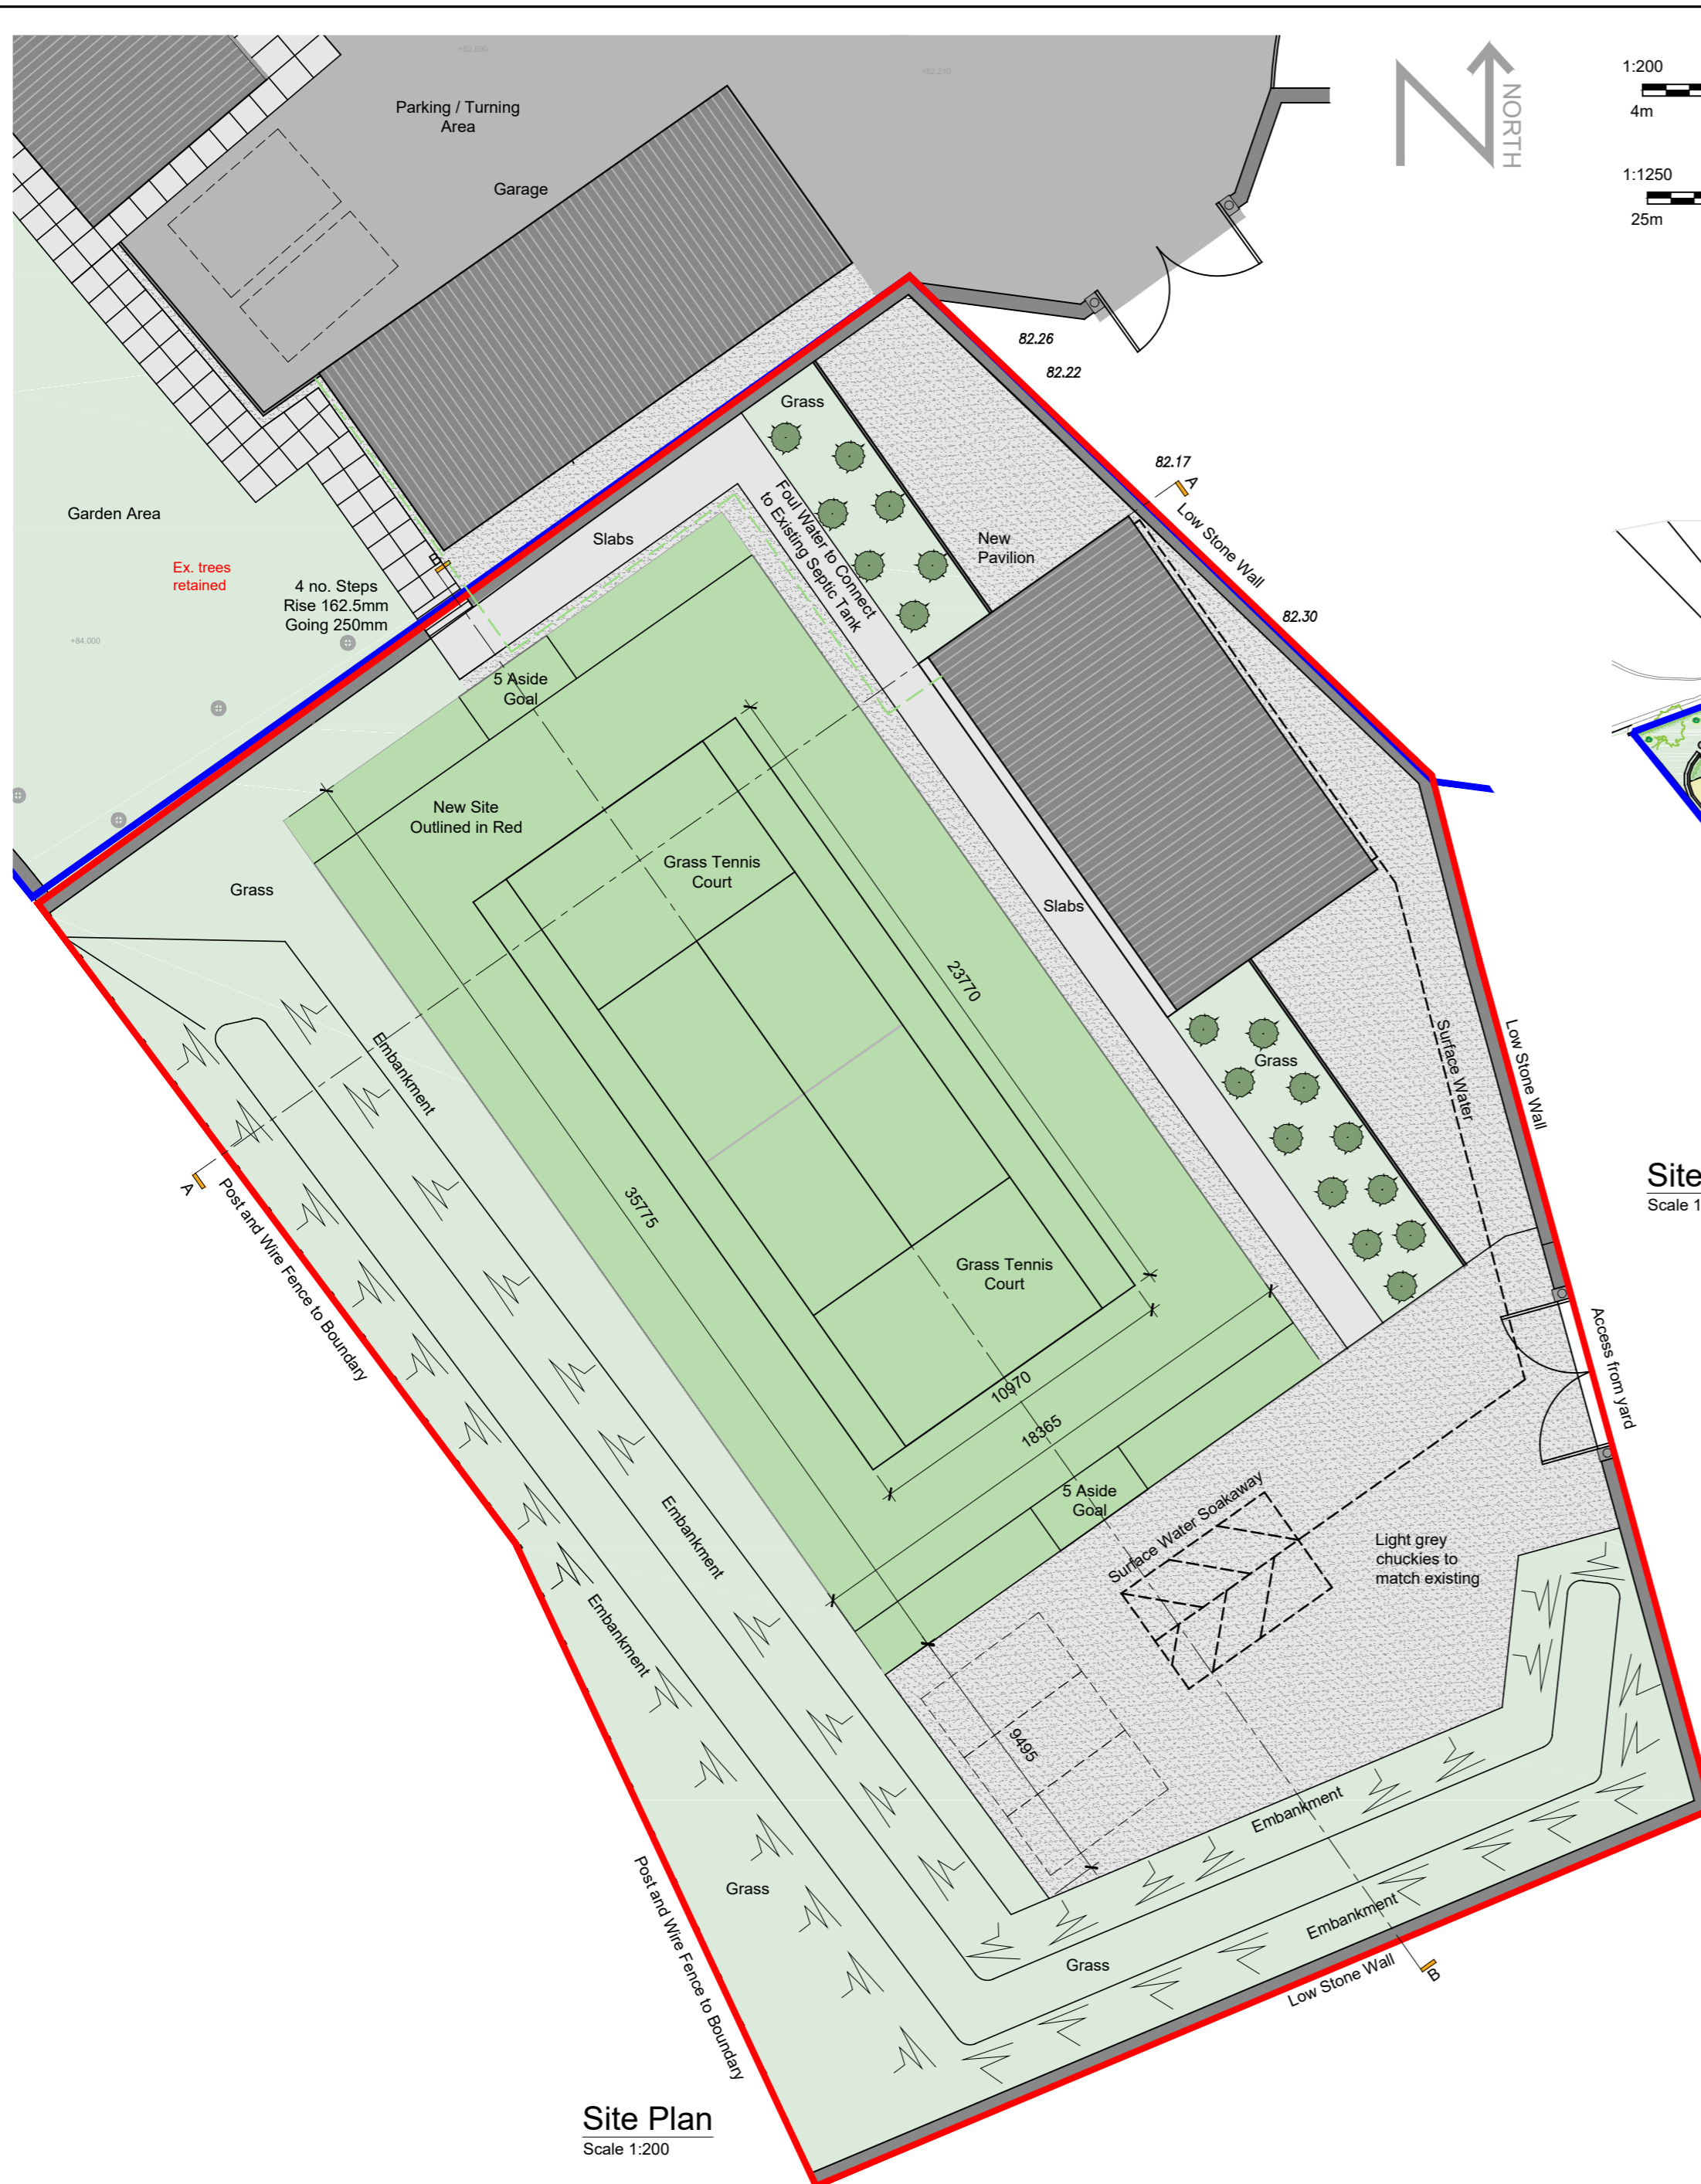 +82.890
+82.210
Parking / Turning
Area
Garage
NORTH
1:200
4m
1:1250
25m
82.26
82.22
82.17
A
Low Stone Wall
82.30
Grass
Foul Water to Connect
to Existing Septic Tank
New
Pavilion
Slabs
Garden Area
Ex. trees
retained
4 no. Steps
Rise 162.5mm
Going 250mm
B
+84.000
5 Aside
Goal
New Site
Outlined in Red
Grass Tennis
Court
Grass
Slabs
23770
Embankment
Grass
Surface Water
Low Stone Wall
A
Post and Wire Fence to Boundary
35775
Site
Scale 1
Grass Tennis
Court
Access from yard
10970
18365
5 Aside
Goal
Surface Water Soakaway
Light grey
chuckies to
match existing
Embankment
Embankment
9495
Embankment
Grass
Post and Wire Fence to Boundary
Embankment
Grass
Low Stone Wall
B
Site Plan
Scale 1:200